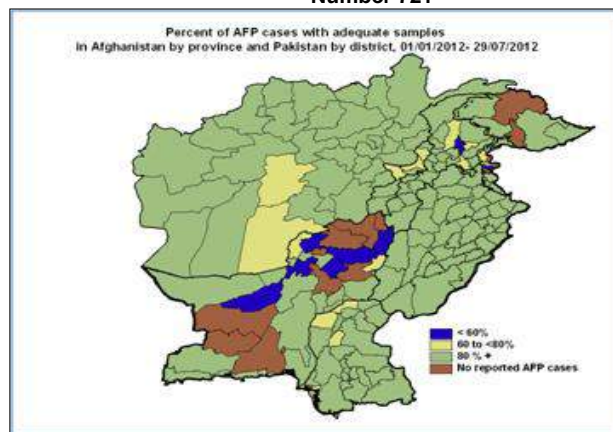 Number 721
Percent of AFP cases with adequate samples
in Afghanistan by province and Pakistan by district, 01/01/2012- 29/07/2012
< 60%
60 to <80%
80 % +
No reported AFP cases